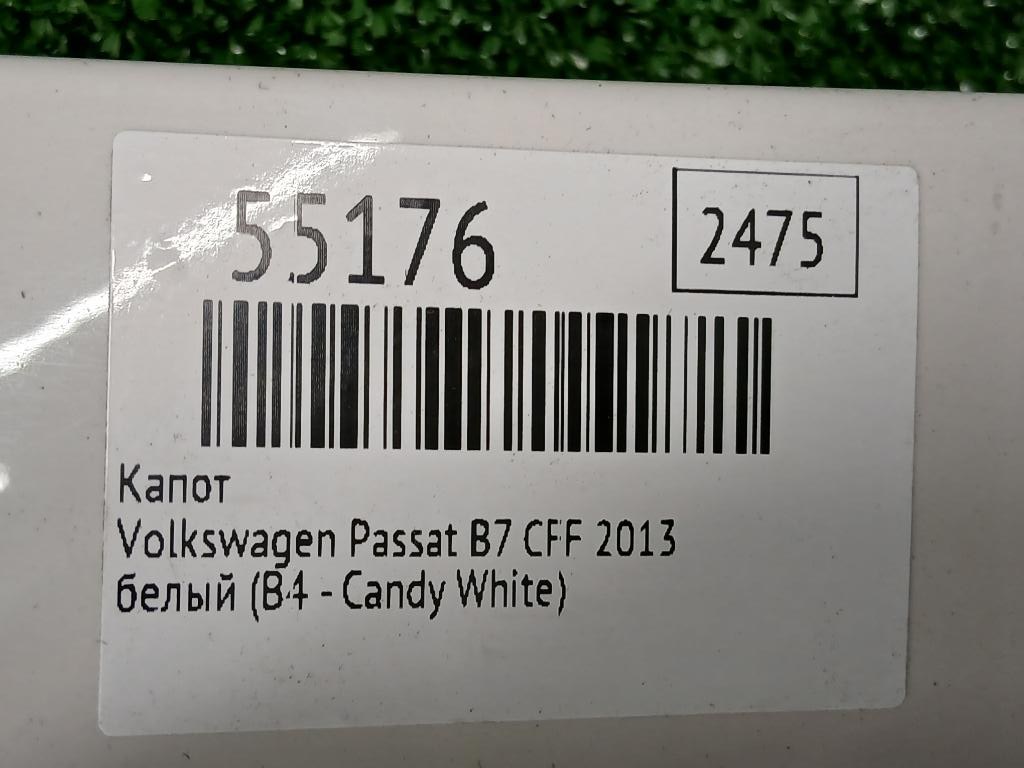 55176
2475
Капот
Volkswagen Passat B7 CFF 2013
белый (B4 - Candy White)